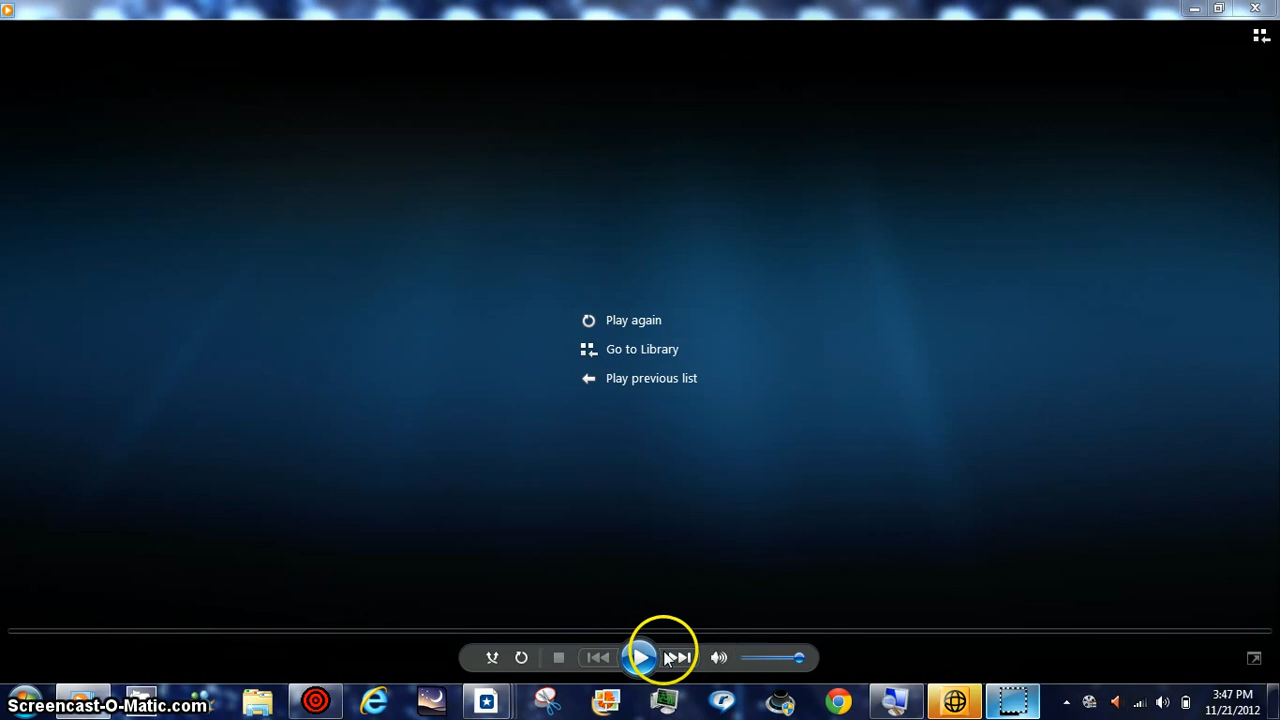 Play again
Go to Library
Play previous list
3:47 PM
11/21/2012
Screencast-O-Matic.com